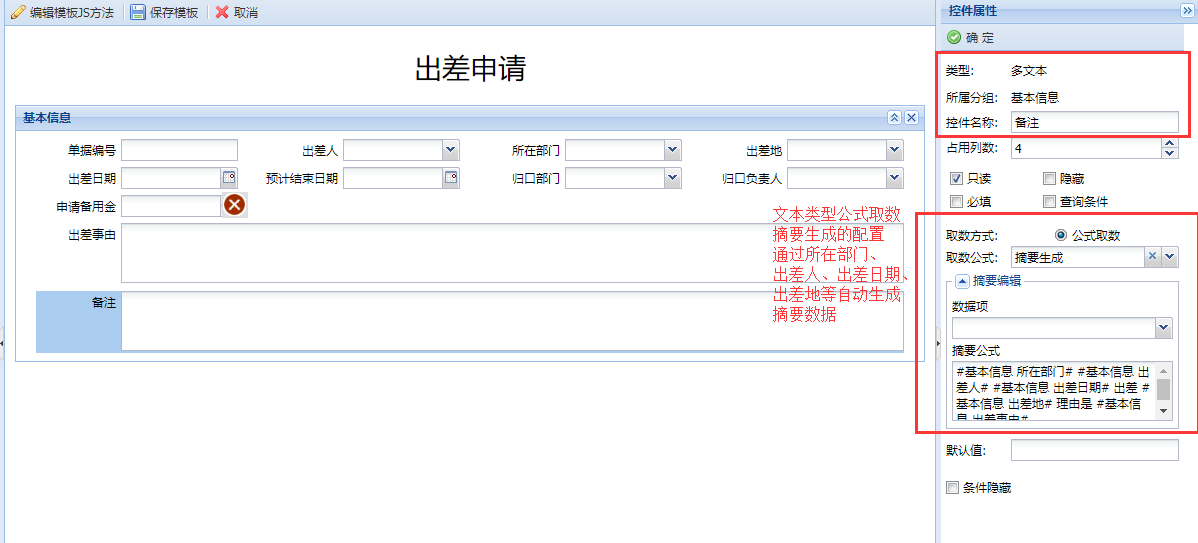 编辑模板JS方法 保存模板 取消
出差申请
基本信息
单据编号 出差人 所在部门 出差地
出差日期 预计结束日期 归口部门 归口负责人
申请备用金
出差事由
备注
文本类型公式取数
摘要生成的配置
通过所在部门、
出差人、出差日期、
出差地等自动生成
摘要数据
控件属性
确 定
类型: 多文本
所属分组: 基本信息
控件名称: 备注
占用列数: 4
只读 隐藏
必填 查询条件
取数方式: 公式取数
取数公式: 摘要生成
摘要编辑
数据项
摘要公式
#基本信息 所在部门# #基本信息 出
差人# #基本信息 出差日期# 出差 #
基本信息 出差地# 理由是 #基本信
息 出差事由#
默认值:
条件隐藏